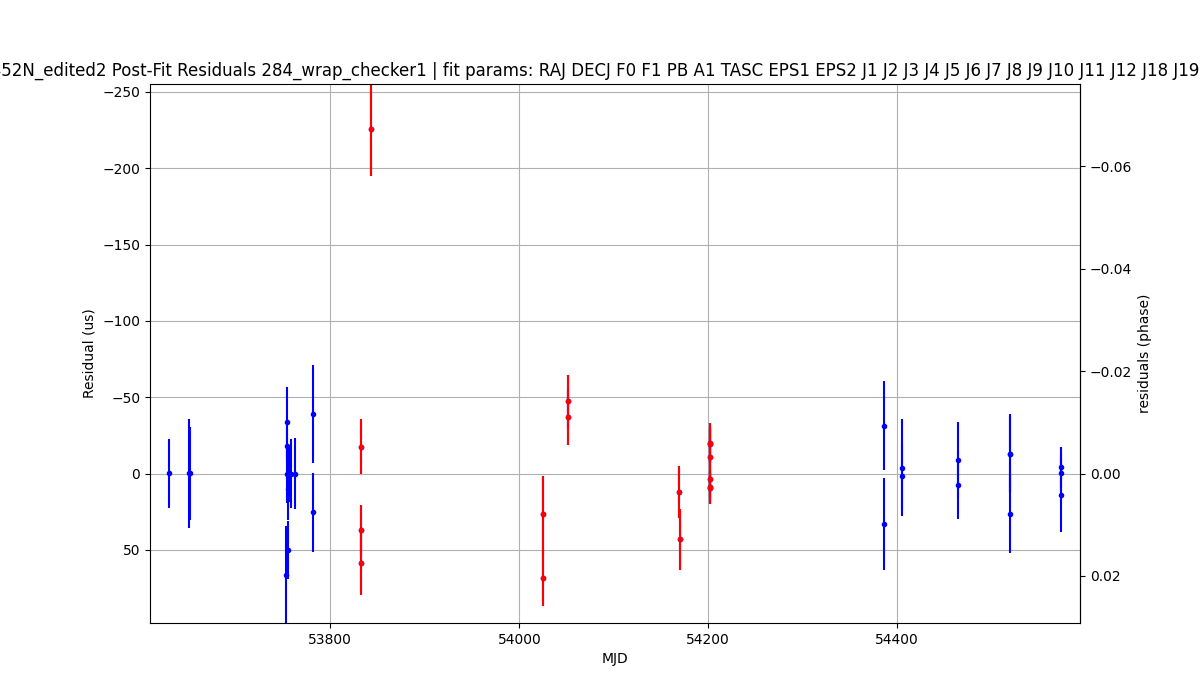 52N_edited2 Post-Fit Residuals 284_wrap_checker1 | fit params: RAJ DECJ F0 F1 PB A1 TASC EPS1 EPS2 J1 J2 J3 J4 J5 J6 J7 J8 J9 J10 J11 J12 J18 J19
−250
−200
−150
−100
−50
0
50
Residual (us)
−0.06
−0.04
−0.02
0.00
0.02
residuals (phase)
53800 54000 54200 54400
MJD